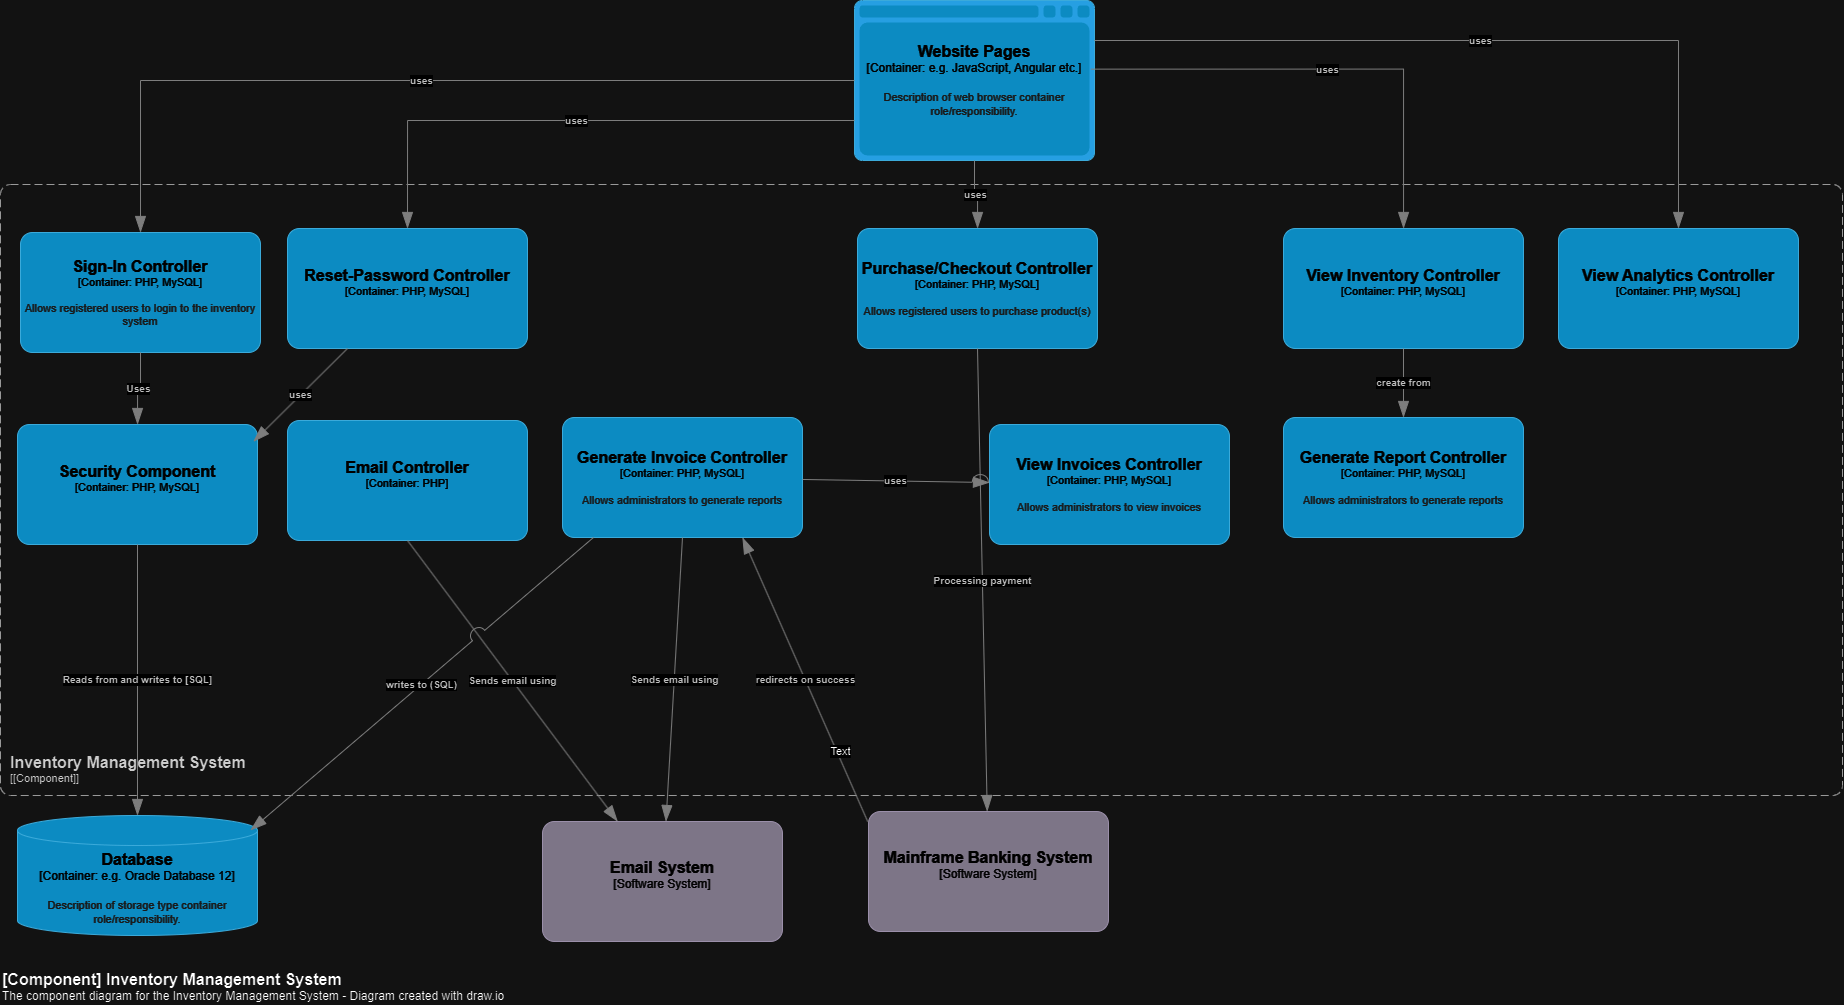 Website Pages
[Container: e.g. JavaScript, Angular etc.]
Description of web browser container
role/responsibility.
uses
uses
uses
uses
uses
Sign-In Controller
[Container: PHP, MySQL]
Allows registered users to login to the inventory
system
Reset-Password Controller
[Container: PHP, MySQL]
Purchase/Checkout Controller
[Container: PHP, MySQL]
Allows registered users to purchase product(s)
View Inventory Controller
[Container: PHP, MySQL]
View Analytics Controller
[Container: PHP, MySQL]
Uses
uses
create from
Security Component
[Container: PHP, MySQL]
Email Controller
[Container: PHP]
Generate Invoice Controller
[Container: PHP, MySQL]
Allows administrators to generate reports
uses
View Invoices Controller
[Container: PHP, MySQL]
Allows administrators to view invoices
Generate Report Controller
[Container: PHP, MySQL]
Allows administrators to generate reports
Processing payment
Reads from and writes to [SQL]
writes to (SQL)
Sends email using
Sends email using
redirects on success
Text
Inventory Management System
[[Component]]
Database
[Container: e.g. Oracle Database 12]
Description of storage type container
role/responsibility.
Email System
[Software System]
Mainframe Banking System
[Software System]
[Component] Inventory Management System
The component diagram for the Inventory Management System - Diagram created with draw.io